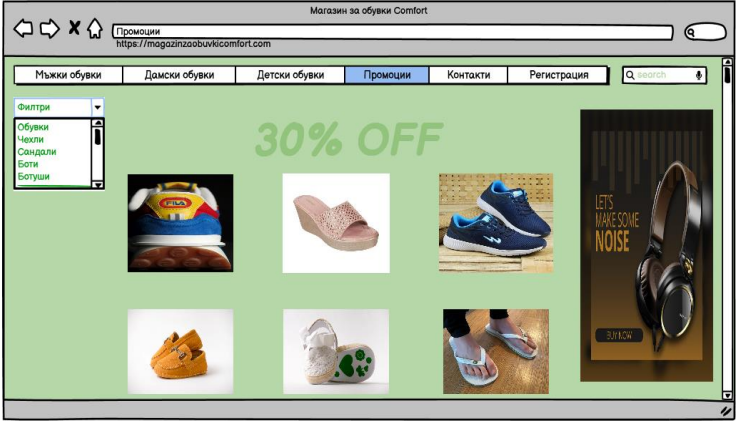 Магазин за обувки Comfort
Промоции
https://magazinzaobuvkicomfort.com
Мъжки обувки Дамски обувки Детски обувки Промоции Контакти Регистрация search
Филтри
Обувки
Чехли
Сандали
Боти
Ботуши
30% OFF
FILA
LET'S
MAKE SOME
NOISE
BUY NOW